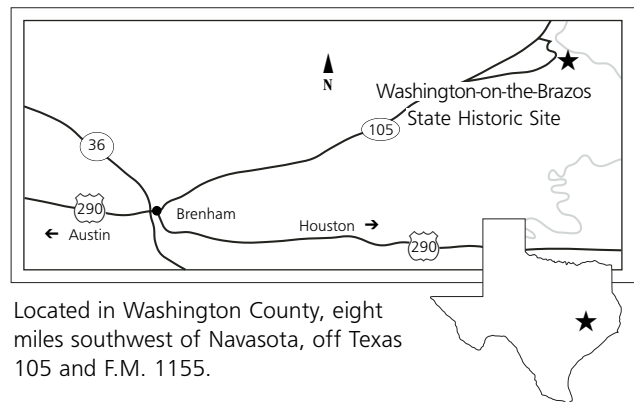 N
Washington-on-the-Brazos
State Historic Site
105
36
290
Brenham
Austin
Houston
290
Located in Washington County, eight
miles southwest of Navasota, off Texas
105 and F.M. 1155.